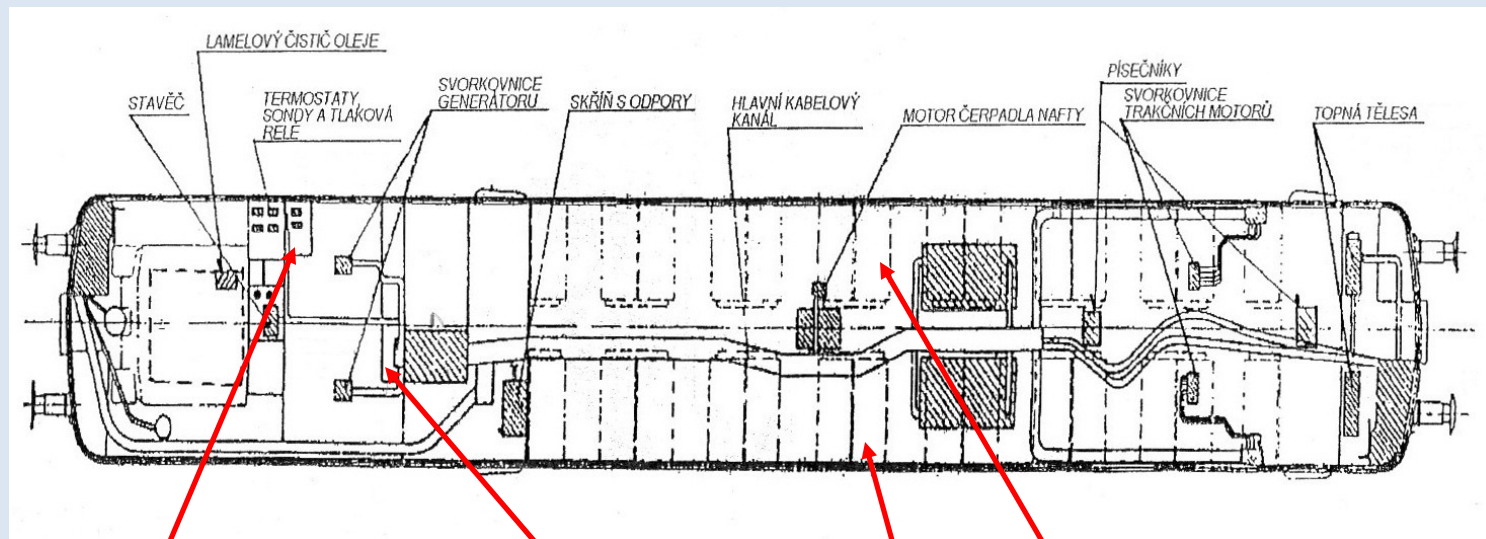 LAMELOVÝ ČISTIČ OLEJE
STAVĚČ
TERMOSTATY,
SONDY A TLAKOVÁ
RELÉ
SVORKOVNICE
GENERÁTORU
SKŘÍŇ S ODPORY
HLAVNÍ KABELOVÝ
KANÁL
MOTOR ČERPADLA NAFTY
PÍSEČNÍKY
SVORKOVNICE
TRAKČNÍCH MOTORŮ
TOPNÁ TĚLESA